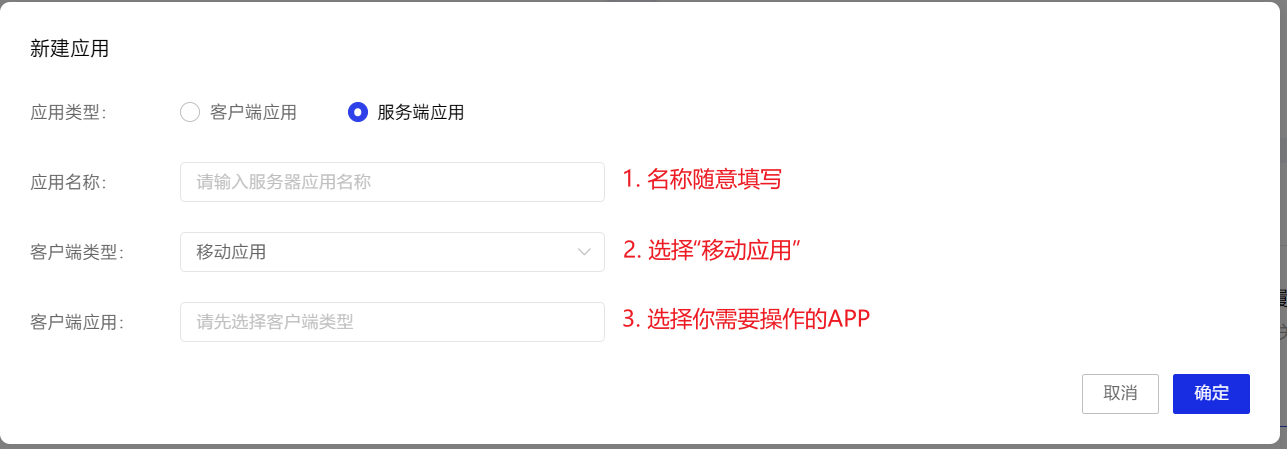 新建应用
应用类型： 客户端应用 服务端应用
应用名称： 请输入服务器应用名称 1. 名称随意填写
客户端类型： 移动应用 2. 选择“移动应用”
客户端应用： 请先选择客户端类型 3. 选择你需要操作的APP
取消 确定